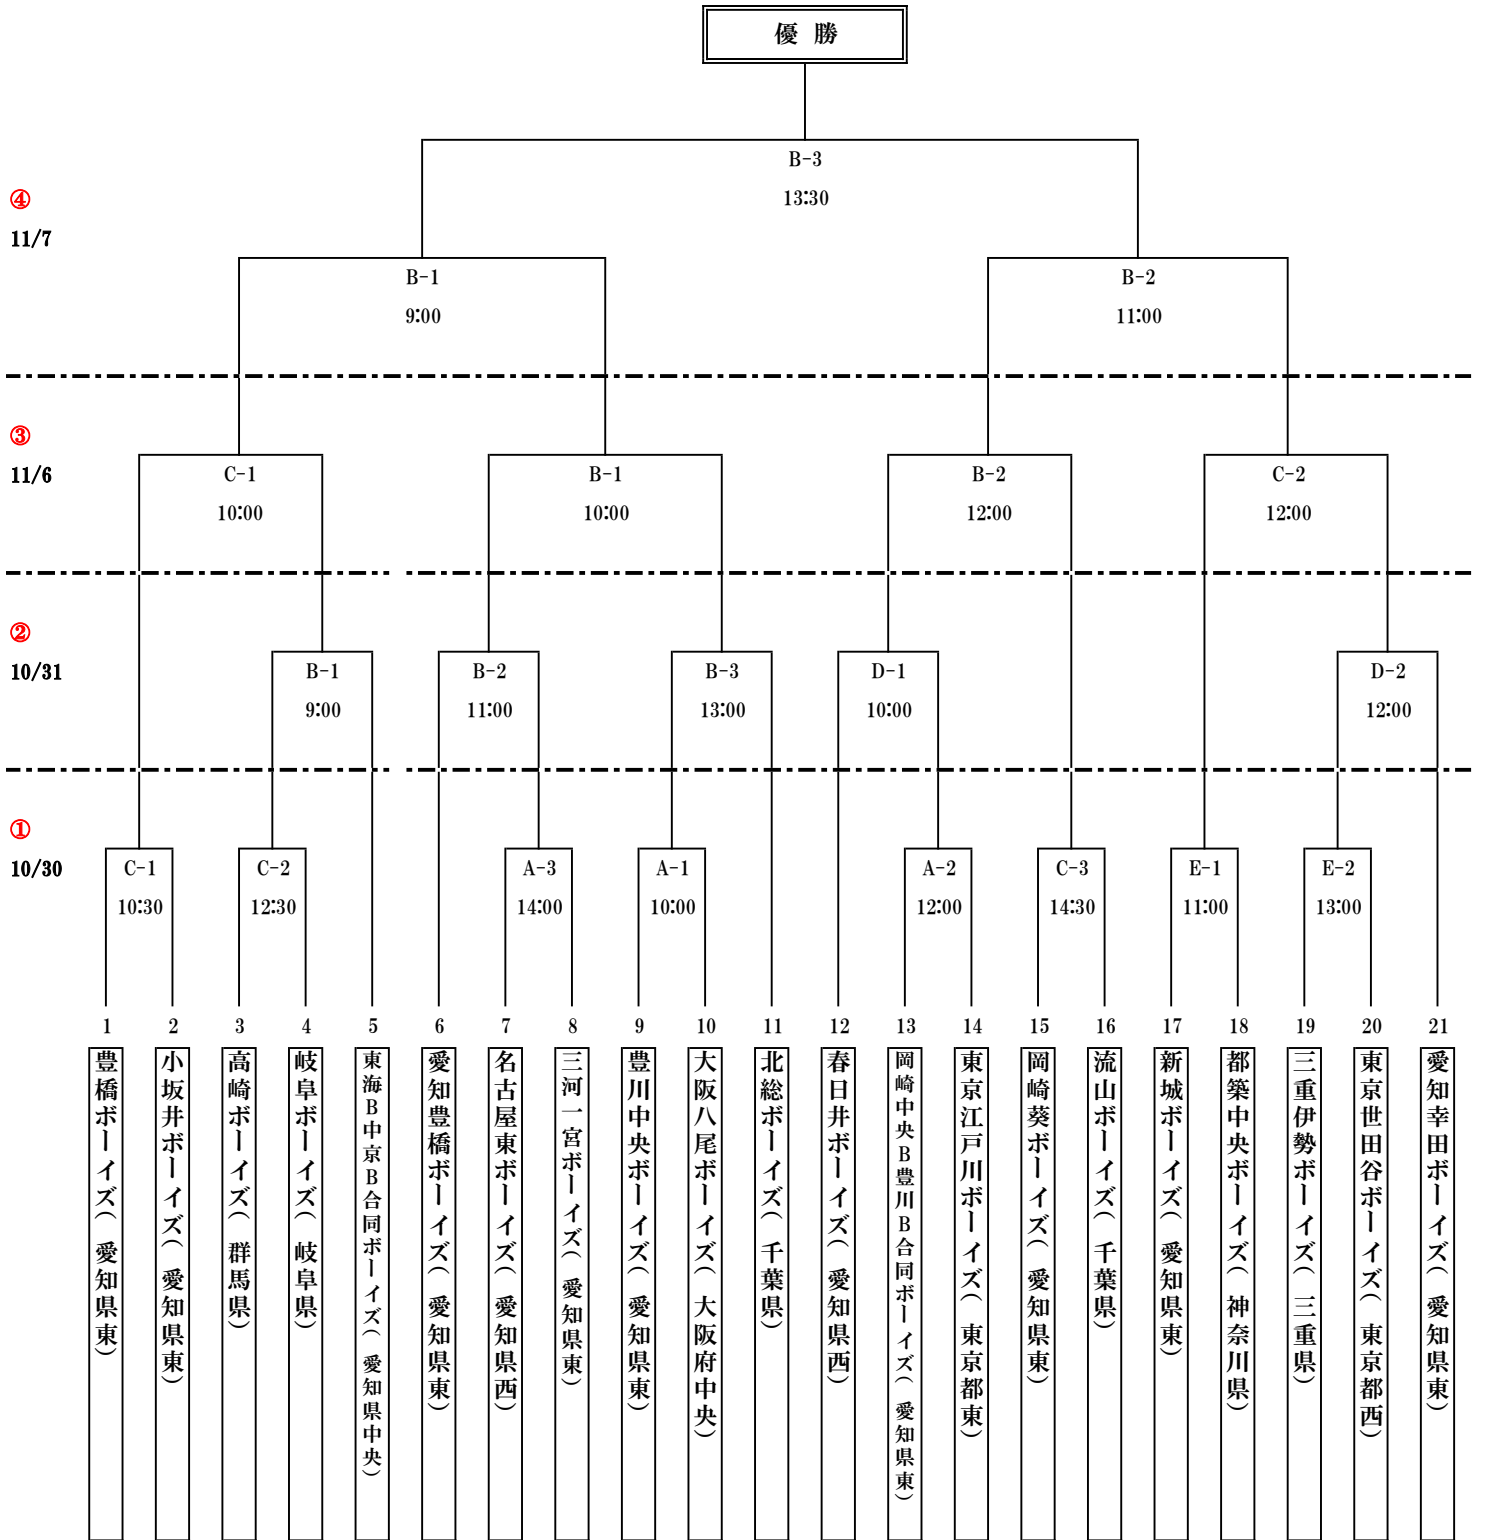 優 勝
B-3
13:30
④
11/7
B-1
9:00
B-2
11:00
③
11/6
C-1
10:00
B-1
10:00
B-2
12:00
C-2
12:00
②
10/31
B-1
9:00
B-2
11:00
B-3
13:00
D-1
10:00
D-2
12:00
①
10/30
C-1
10:30
C-2
12:30
A-3
14:00
A-1
10:00
A-2
12:00
C-3
14:30
E-1
11:00
E-2
13:00
1
豊橋ボーイズ(愛知県東)
2
小坂井ボーイズ(愛知県東)
3
高崎ボーイズ(群馬県)
4
岐阜ボーイズ(岐阜県)
5
東海B中京B合同ボーイズ(愛知県中央)
6
愛知豊橋ボーイズ(愛知県東)
7
名古屋東ボーイズ(愛知県西)
8
三河一宮ボーイズ(愛知県東)
9
豊川中央ボーイズ(愛知県東)
10
大阪八尾ボーイズ(大阪府中央)
11
北総ボーイズ(千葉県)
12
春日井ボーイズ(愛知県西)
13
岡崎中央B豊川B合同ボーイズ(愛知県東)
14
東京江戸川ボーイズ(東京都東)
15
岡崎葵ボーイズ(愛知県東)
16
流山ボーイズ(千葉県)
17
新城ボーイズ(愛知県東)
18
都築中央ボーイズ(神奈川県)
19
三重伊勢ボーイズ(三重県)
20
東京世田谷ボーイズ(東京都西)
21
愛知幸田ボーイズ(愛知県東)